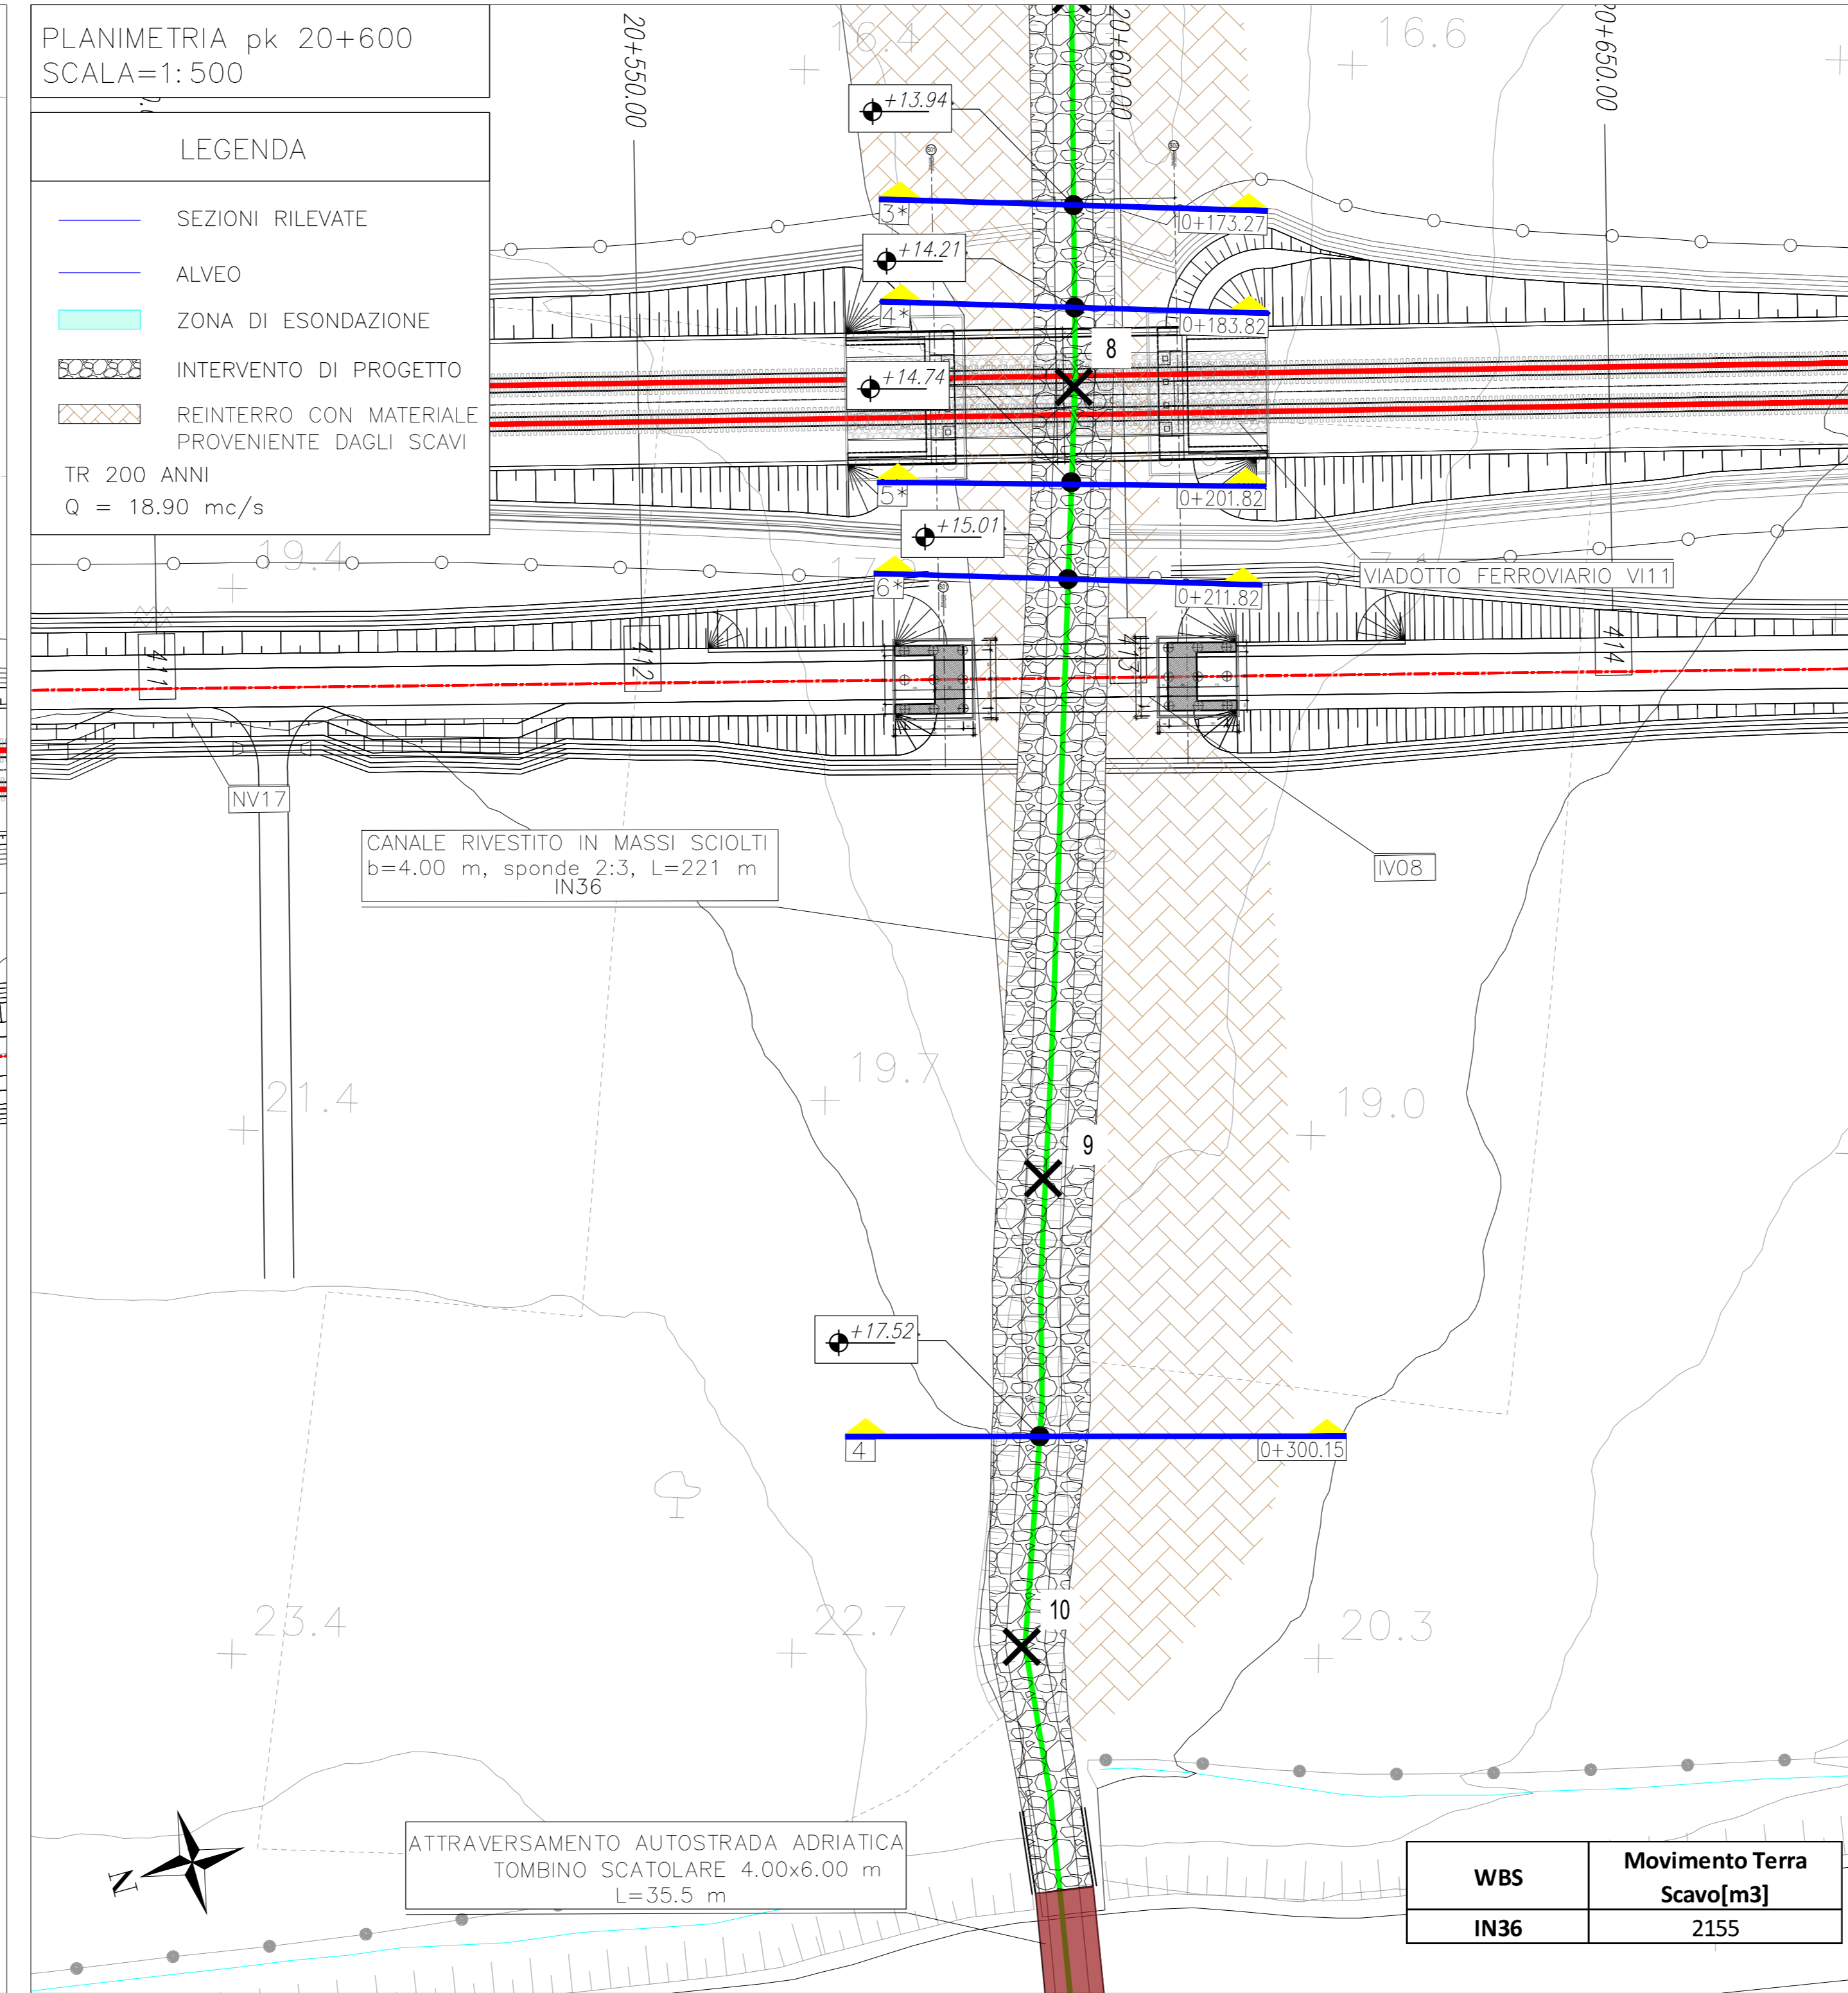 PLANIMETRIA pk 20+600
SCALA=1:500
LEGENDA
SEZIONI RILEVATE
ALVEO
ZONA DI ESONDAZIONE
INTERVENTO DI PROGETTO
REINTERRO CON MATERIALE
PROVENIENTE DAGLI SCAVI
TR 200 ANNI
Q = 18.90 mc/s
20+550.00
20+600.00
20+650.00
16.4
16.6
+13.94
3*
0+173.27
+14.21
4*
0+183.82
8
+14.74
5*
0+201.82
+15.01
6*
0+211.82
19.4
VIADOTTO FERROVIARIO VI11
411
412
413
414
NV17
CANALE RIVESTITO IN MASSI SCIOLTI
b=4.00 m, sponde 2:3, L=221 m
IN36
IV08
21.4
19.7
19.0
9
+17.52
4
0+300.15
10
23.4
22.7
20.3
N
ATTRAVERSAMENTO AUTOSTRADA ADRIATICA
TOMBINO SCATOLARE 4.00x6.00 m
L=35.5 m
WBS
Movimento Terra
Scavo[m3]
IN36
2155